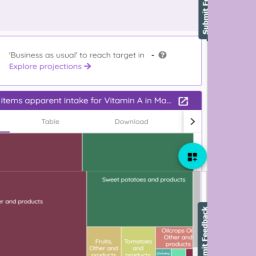 Submit F
'Business as usual' to reach target in -
Explore projections →
items apparent intake for Vitamin A in Ma...
Table Download
Sweet potatoes and products
er and products
Fruits,
Other and
products
Tomatoes
and
products
Oilcrops Oi
Other and
products
mit Feedback